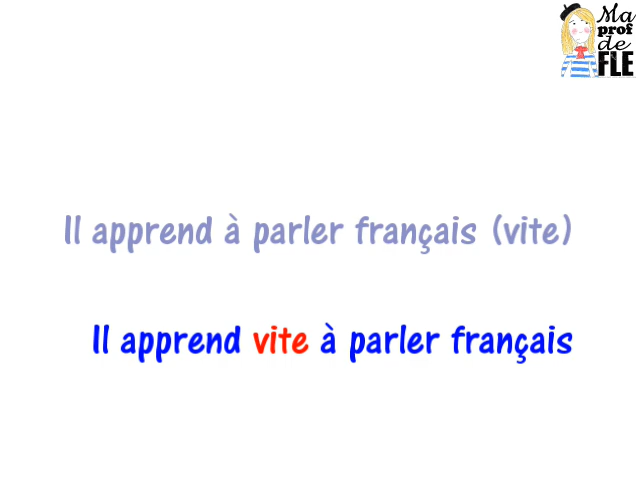 Ma
prof
de
FLE
Il apprend à parler français (vite)
Il apprend vite à parler français